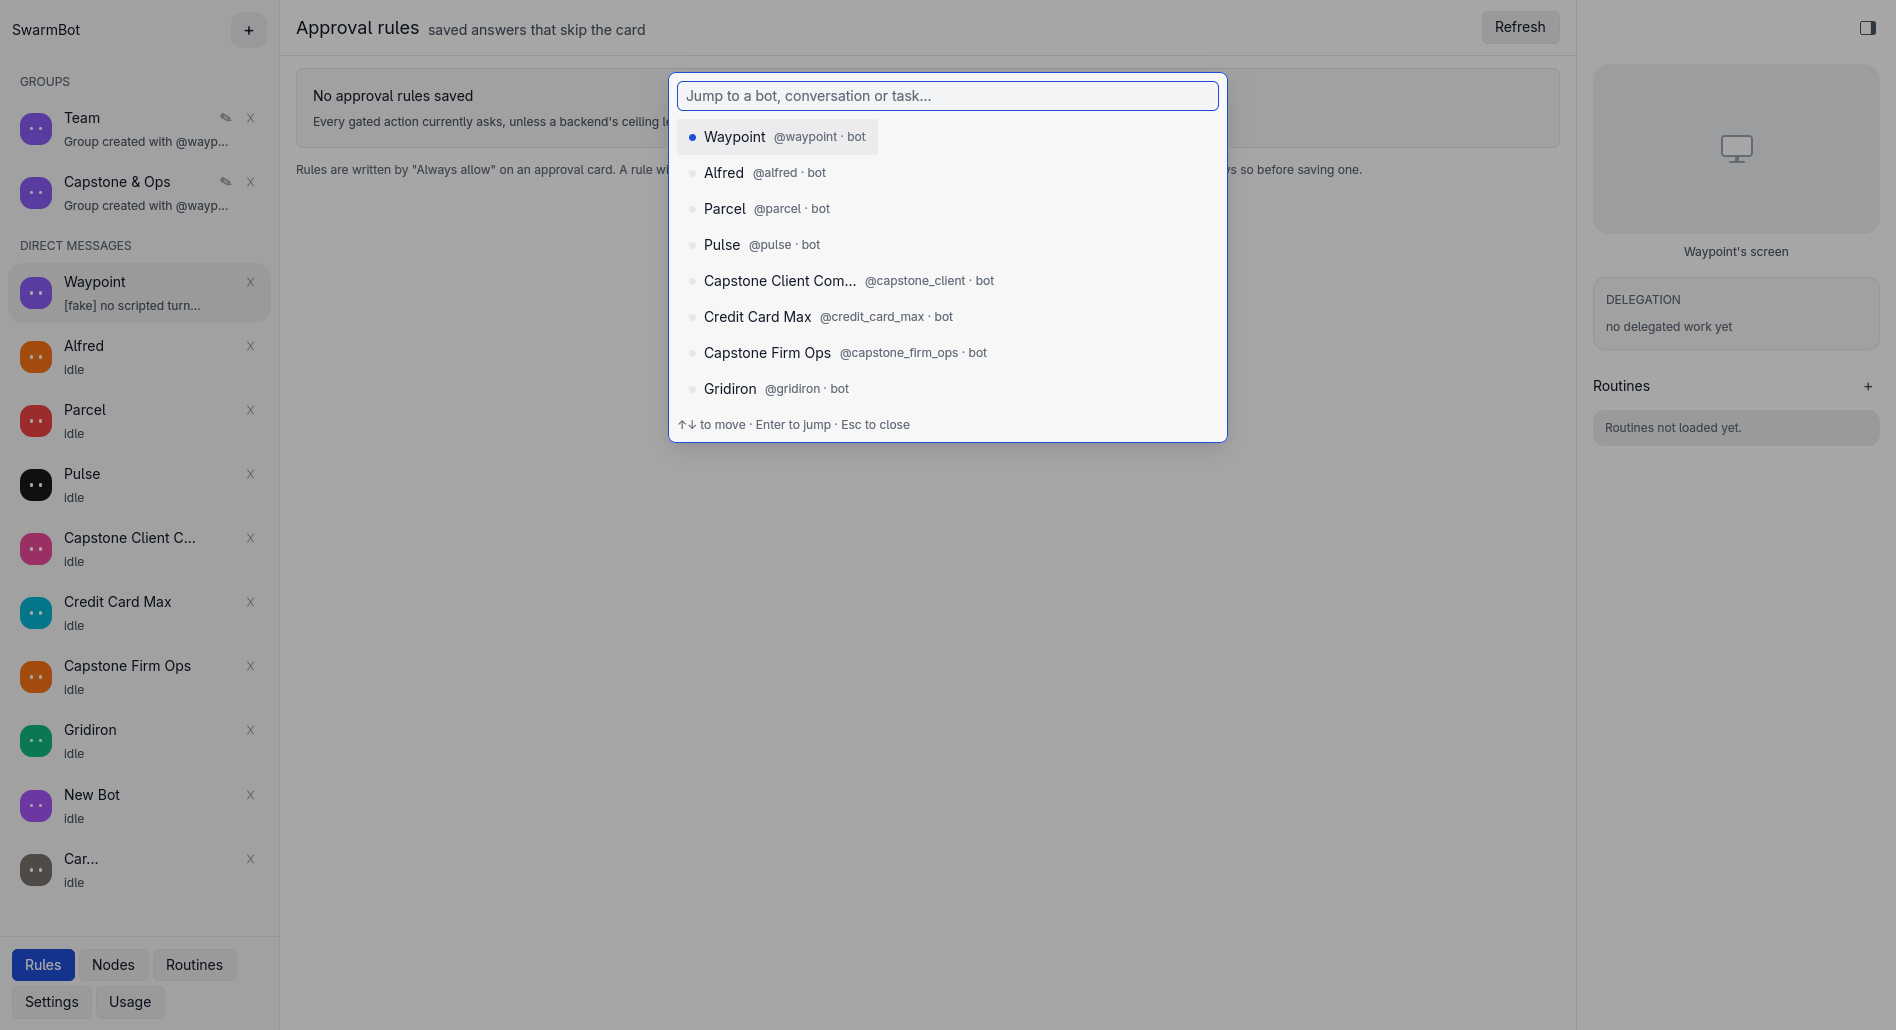 SwarmBot
+
GROUPS
Team
✎
X
Group created with @wayp...
Capstone & Ops
✎
X
Group created with @wayp...
DIRECT MESSAGES
Waypoint
X
[fake] no scripted turn...
Alfred
X
idle
Parcel
X
idle
Pulse
X
idle
Capstone Client C...
X
idle
Credit Card Max
X
idle
Capstone Firm Ops
X
idle
Gridiron
X
idle
New Bot
X
idle
Car...
X
idle
Rules
Nodes
Routines
Settings
Usage
Approval rules saved answers that skip the card
Refresh
No approval rules saved
Every gated action currently asks, unless a backend's ceiling
Rules are written by "Always allow" on an approval card. A rule
so before saving one.
Jump to a bot, conversation or task...
Waypoint @waypoint · bot
Alfred @alfred · bot
Parcel @parcel · bot
Pulse @pulse · bot
Capstone Client Com... @capstone_client · bot
Credit Card Max @credit_card_max · bot
Capstone Firm Ops @capstone_firm_ops · bot
Gridiron @gridiron · bot
↑↓ to move · Enter to jump · Esc to close
Waypoint's screen
DELEGATION
no delegated work yet
Routines
+
Routines not loaded yet.